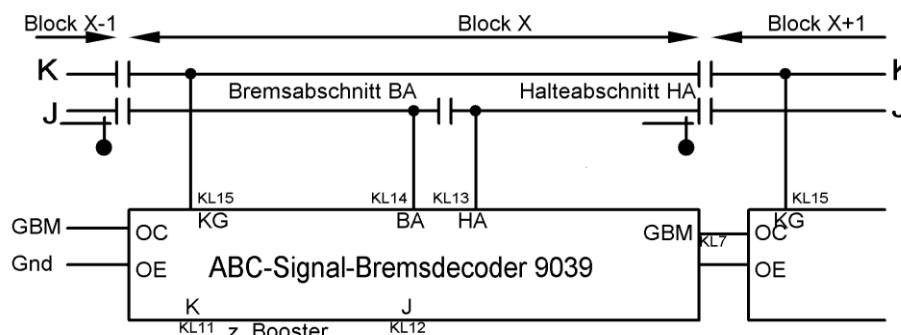 Block X-1 Block X Block X+1
K K
Bremsabschnitt BA Halteabschnitt HA
J J
KL15 KL14 KL13 KL15
KG BA HA KG
GBM OC GBM KL7 OC
Gnd OE ABC-Signal-Bremsdecoder 9039 OE
K J
KL11 z. Booster KL12